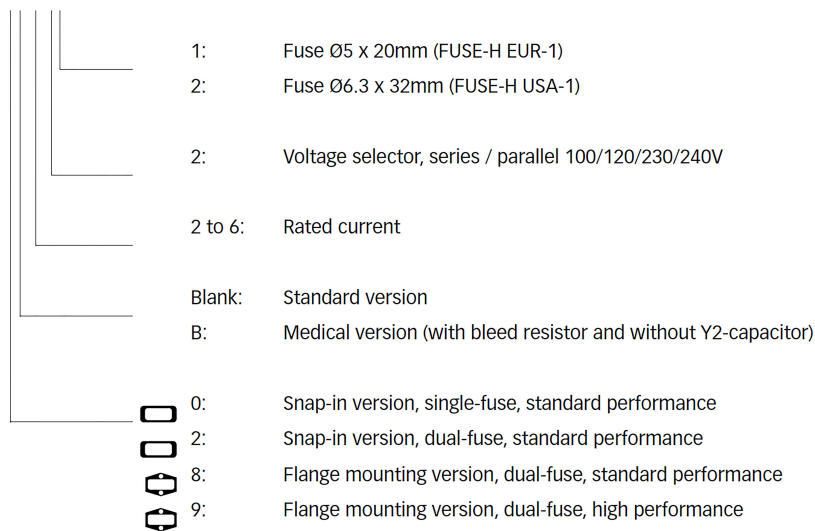 1: Fuse Ø5 x 20mm (FUSE-H EUR-1)
2: Fuse Ø6.3 x 32mm (FUSE-H USA-1)
2: Voltage selector, series / parallel 100/120/230/240V
2 to 6: Rated current
Blank: Standard version
B: Medical version (with bleed resistor and without Y2-capacitor)
0: Snap-in version, single-fuse, standard performance
2: Snap-in version, dual-fuse, standard performance
8: Flange mounting version, dual-fuse, standard performance
9: Flange mounting version, dual-fuse, high performance